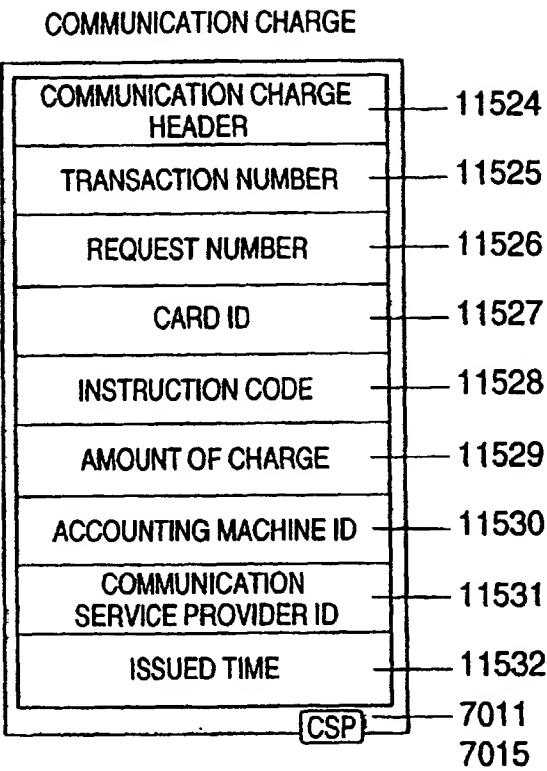 COMMUNICATION CHARGE
COMMUNICATION CHARGE
HEADER
11524
TRANSACTION NUMBER
11525
REQUEST NUMBER
11526
CARD ID
11527
INSTRUCTION CODE
11528
AMOUNT OF CHARGE
11529
ACCOUNTING MACHINE ID
11530
COMMUNICATION
SERVICE PROVIDER ID
11531
ISSUED TIME
11532
CSP
7011
7015